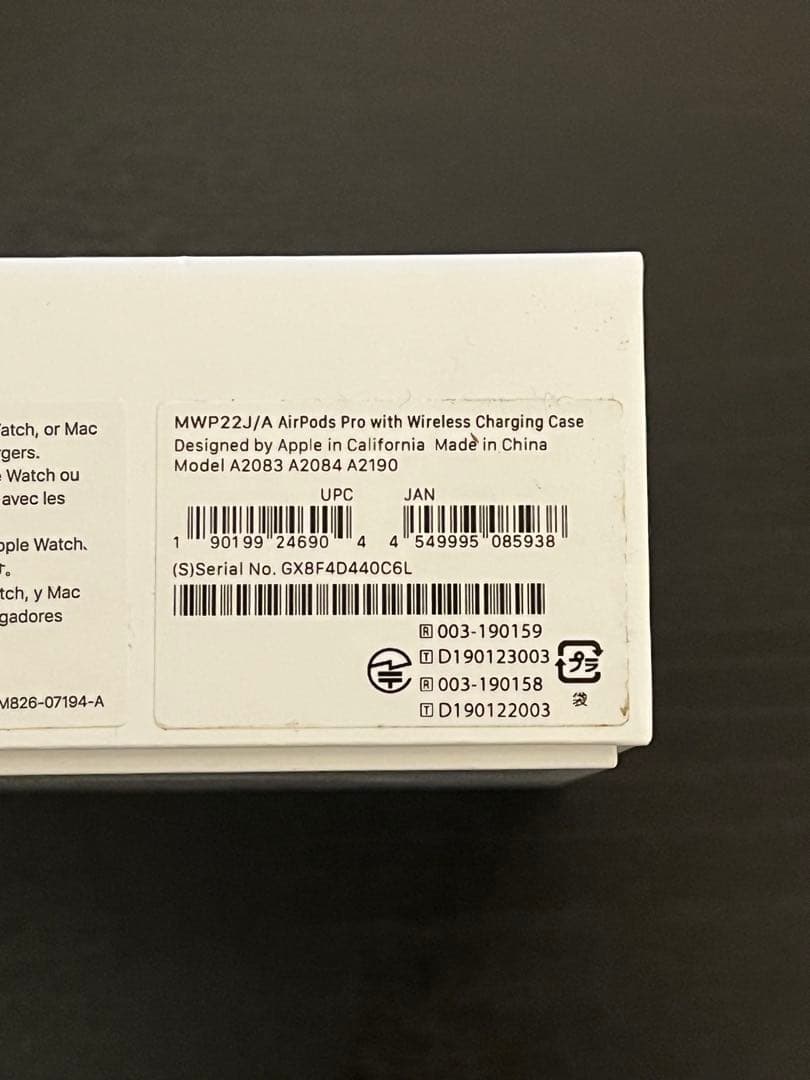 atch, or Mac
gers.
Watch ou
avec les
pple Watch、
す。
tch, y Mac
gadores
M826-07194-A
MWP22J/A AirPods Pro with Wireless Charging Case
Designed by Apple in California Made in China
Model A2083 A2084 A2190
UPC JAN
1 90199 24690 4 4 549995 085938
(S)Serial No. GX8F4D440C6L
R 003-190159
T D190123003
R 003-190158
T D190122003
プラ
袋